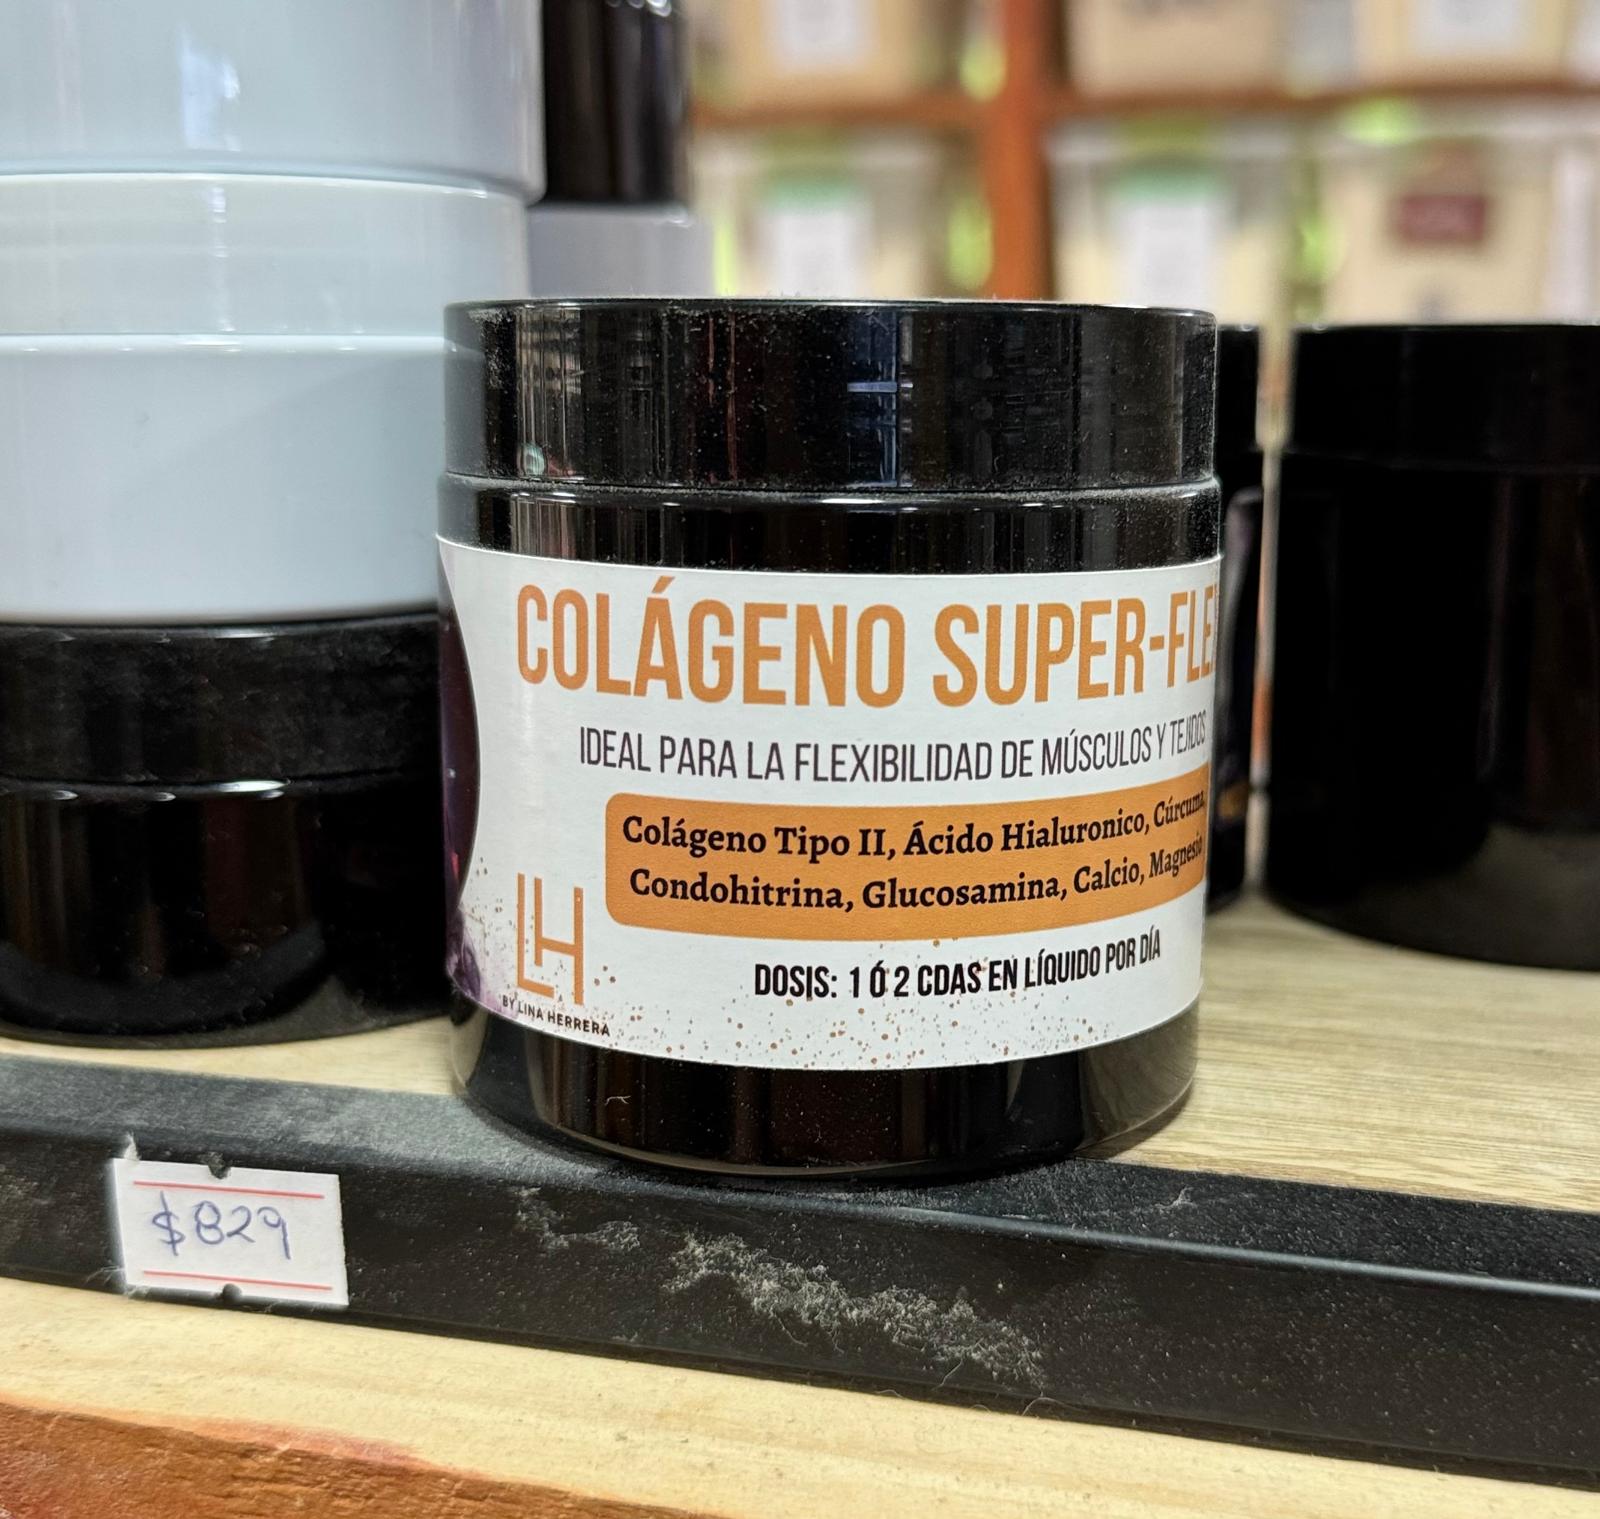 COLÁGENO SUPER-FLEX
IDEAL PARA LA FLEXIBILIDAD DE MÚSCULOS Y TEJIDOS
Colágeno Tipo II, Ácido Hialuronico, Cúrcuma,
Condohitrina, Glucosamina, Calcio, Magnesio
LH
BY LINA HERRERA
DOSIS: 1 Ó 2 CDAS EN LÍQUIDO POR DÍA
$829